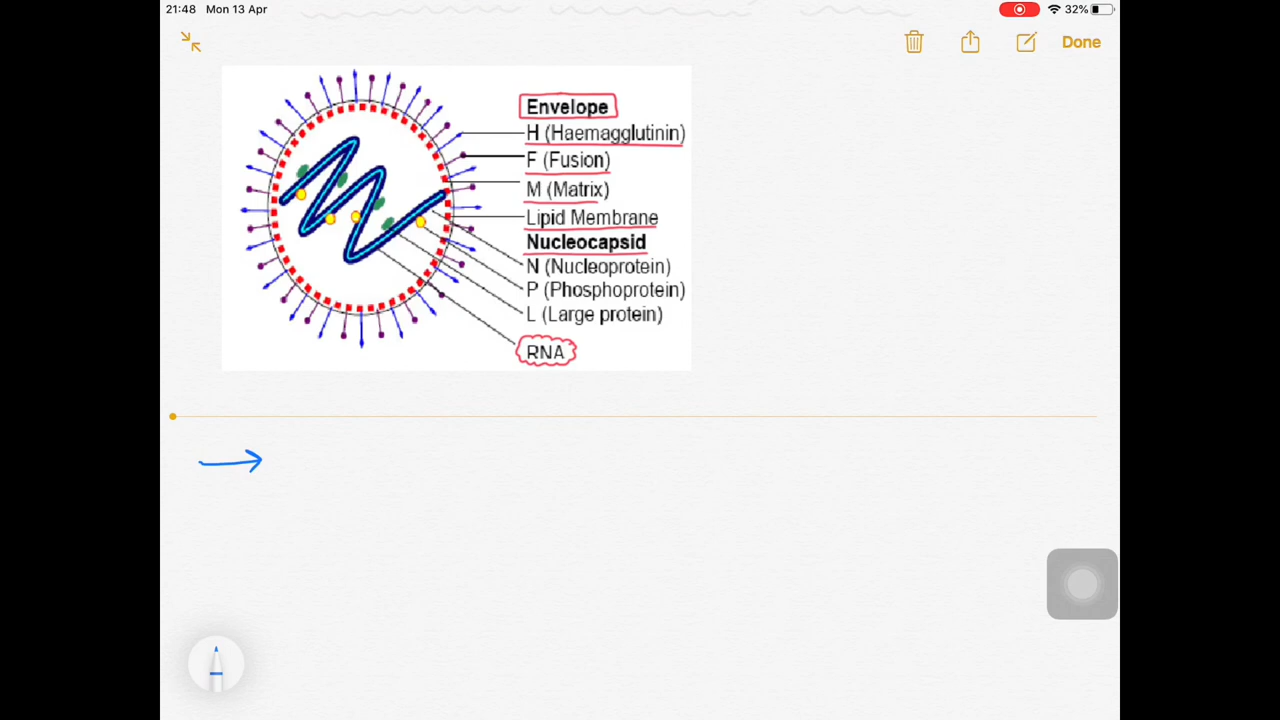 21:48 Mon 13 Apr
32%
Done
Envelope
H (Haemagglutinin)
F (Fusion)
M (Matrix)
Lipid Membrane
Nucleocapsid
N (Nucleoprotein)
P (Phosphoprotein)
L (Large protein)
RNA